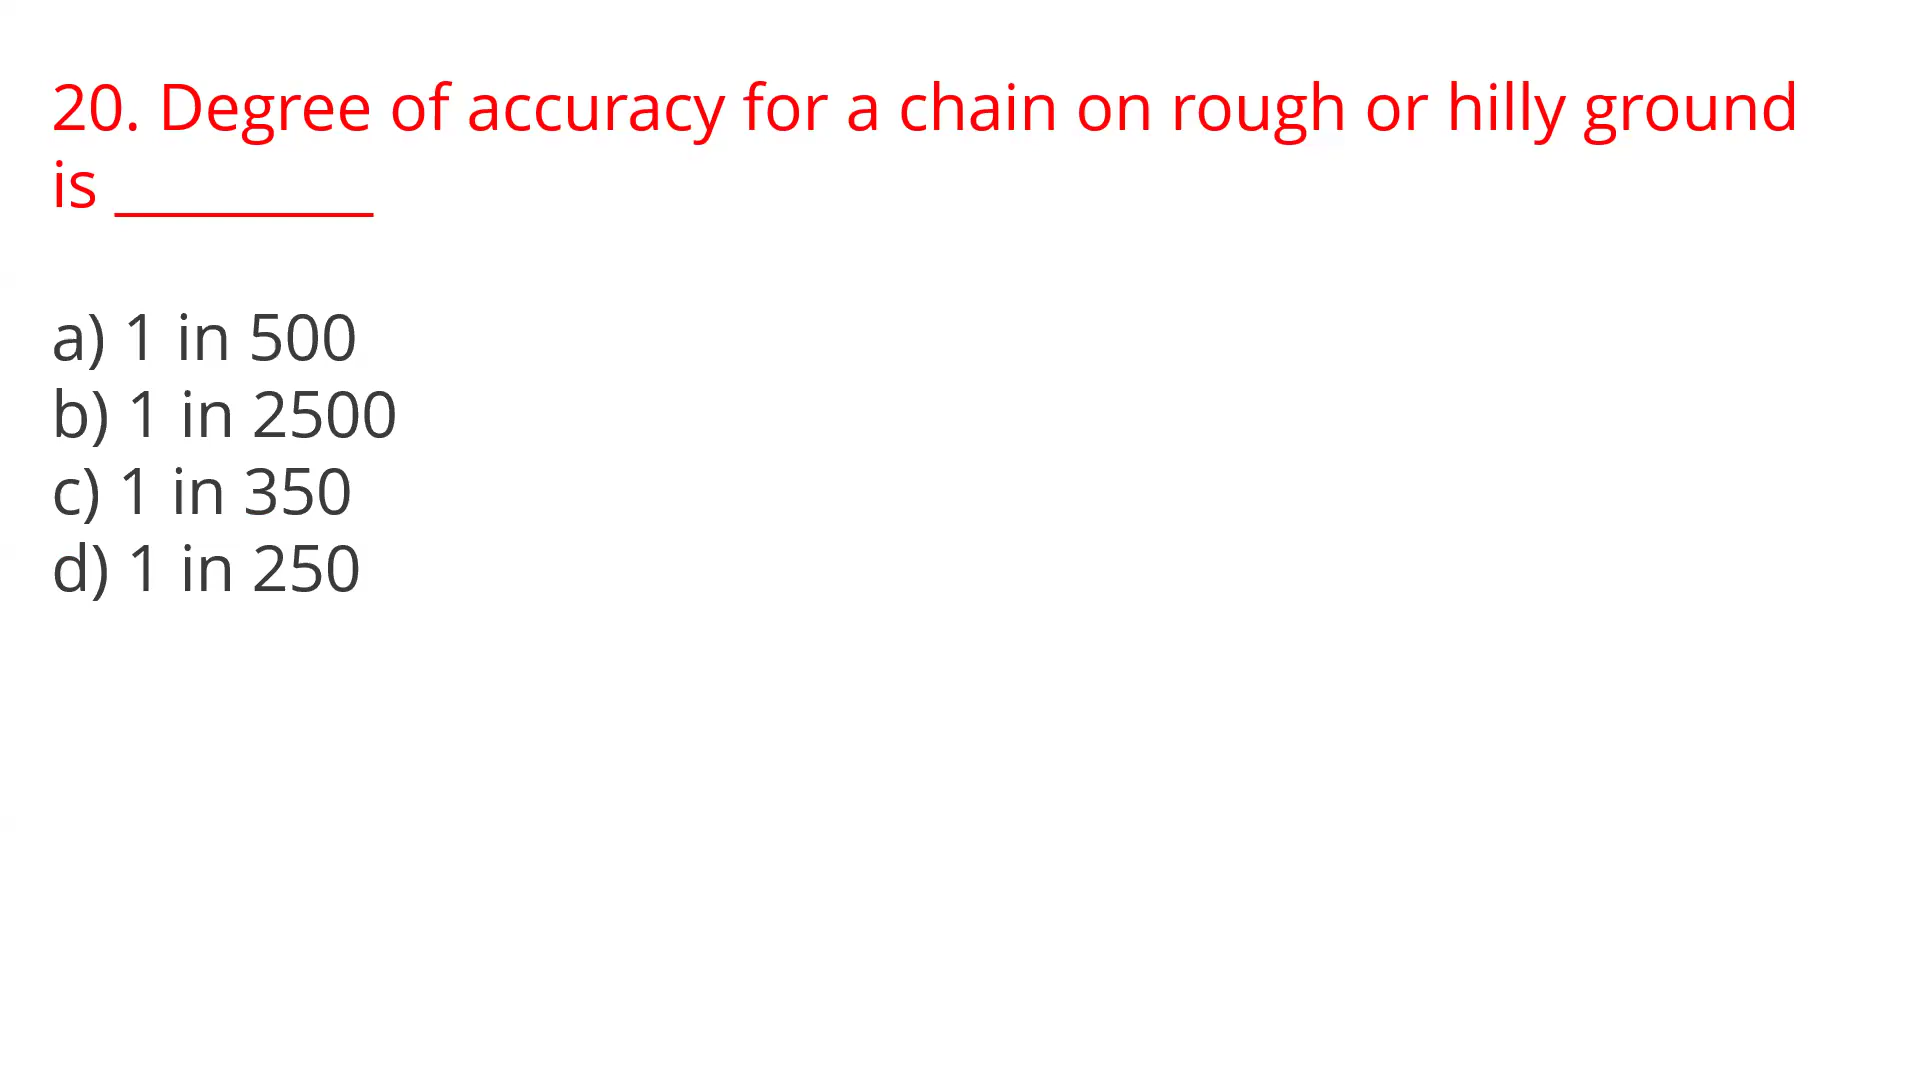 20. Degree of accuracy for a chain on rough or hilly ground
is _________
a) 1 in 500
b) 1 in 2500
c) 1 in 350
d) 1 in 250